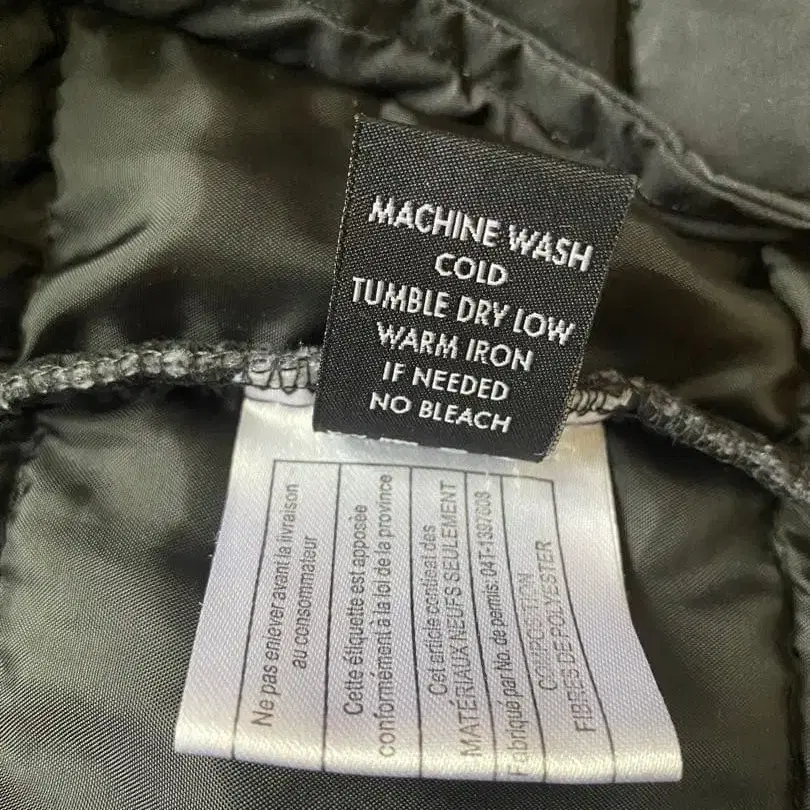 MACHINE WASH
COLD
TUMBLE DRY LOW
WARM IRON
IF NEEDED
NO BLEACH
Ne pas enlever avant la livraison
au consommateur
Cette étiquette est apposée
conformément à la loi de la province
Cet article contient des
MATÉRIAUX NEUFS SEULEMENT
Fabriqué par No. de permis: 04T-1397608
COMPOSITION
FIBRES DE POLYESTER